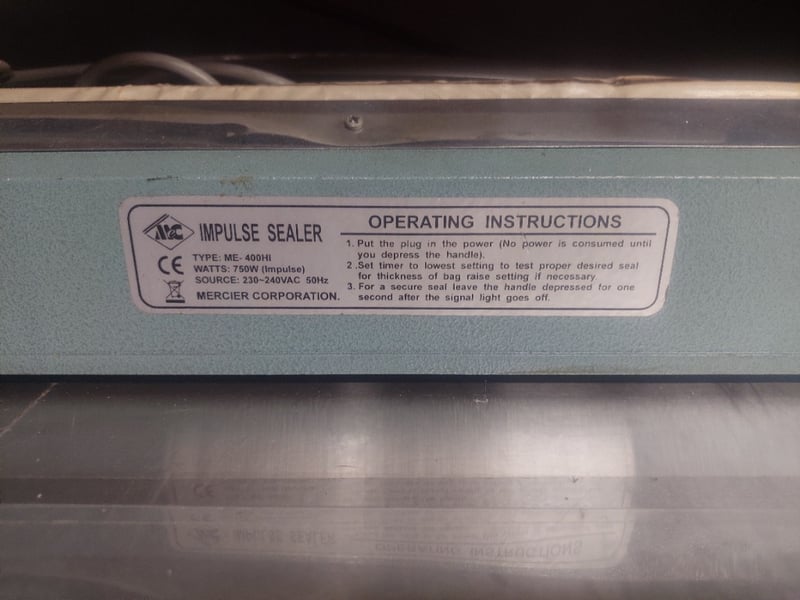 MEC IMPULSE SEALER
TYPE: ME- 400HI
WATTS: 750W (Impulse)
SOURCE: 230~240VAC 50Hz
MERCIER CORPORATION.
CE
OPERATING INSTRUCTIONS
1. Put the plug in the power (No power is consumed until
you depress the handle).
2 .Set timer to lowest setting to test proper desired seal
for thickness of bag raise setting if necessary.
3. For a secure seal leave the handle depressed for one
second after the signal light goes off.